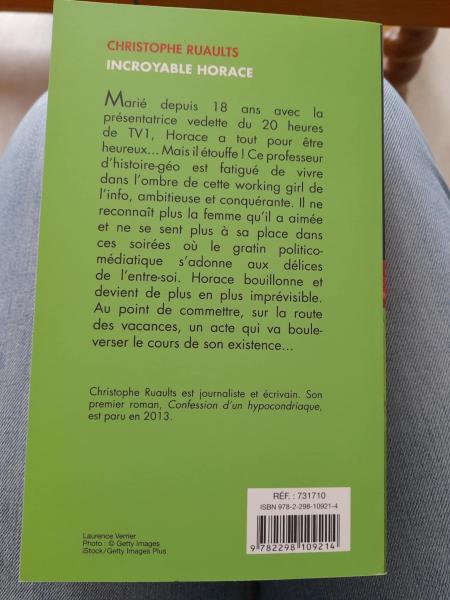 CHRISTOPHE RUAULTS
INCROYABLE HORACE
Marié depuis 18 ans avec la
présentatrice vedette du 20 heures
de TV1, Horace a tout pour être
heureux... Mais il étouffe ! Ce professeur
d'histoire-géo est fatigué de vivre
dans l'ombre de cette working girl de
l'info, ambitieuse et conquérante. Il ne
reconnaît plus la femme qu'il a aimée
et ne se sent plus à sa place dans
ces soirées où le gratin politico-
médiatique s'adonne aux délices
de l'entre-soi. Horace bouillonne et
devient de plus en plus imprévisible.
Au point de commettre, sur la route
des vacances, un acte qui va boule-
verser le cours de son existence...
Christophe Ruaults est journaliste et écrivain. Son
premier roman, Confession d'un hypocondriaque,
est paru en 2013.
RÉF. : 731710
ISBN 978-2-298-10921-4
9 782298 109214
Laurence Verrier
Photo : © Getty Images
iStock/Getty Images Plus